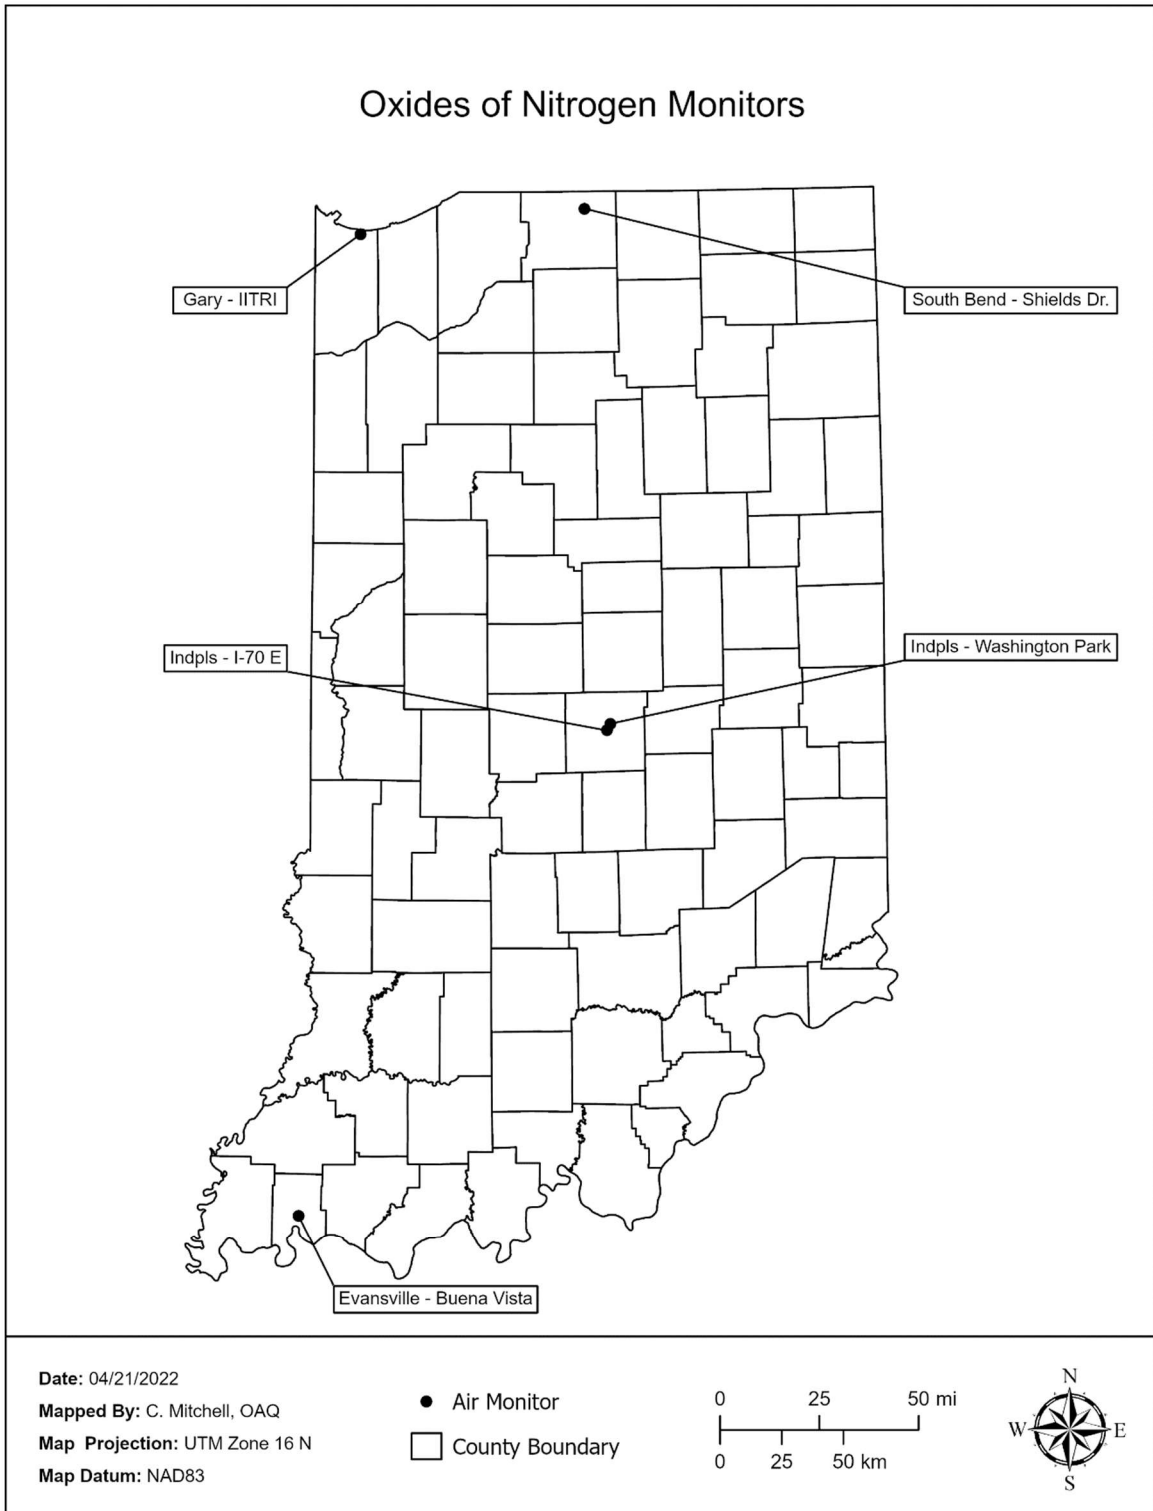 Oxides of Nitrogen Monitors
Gary - IITRI
South Bend - Shields Dr.
Indpls - I-70 E
Indpls - Washington Park
Evansville - Buena Vista
Date: 04/21/2022
Mapped By: C. Mitchell, OAQ
Map Projection: UTM Zone 16 N
Map Datum: NAD83
Air Monitor
County Boundary
0 25 50 mi
0 25 50 km
N
W E
S